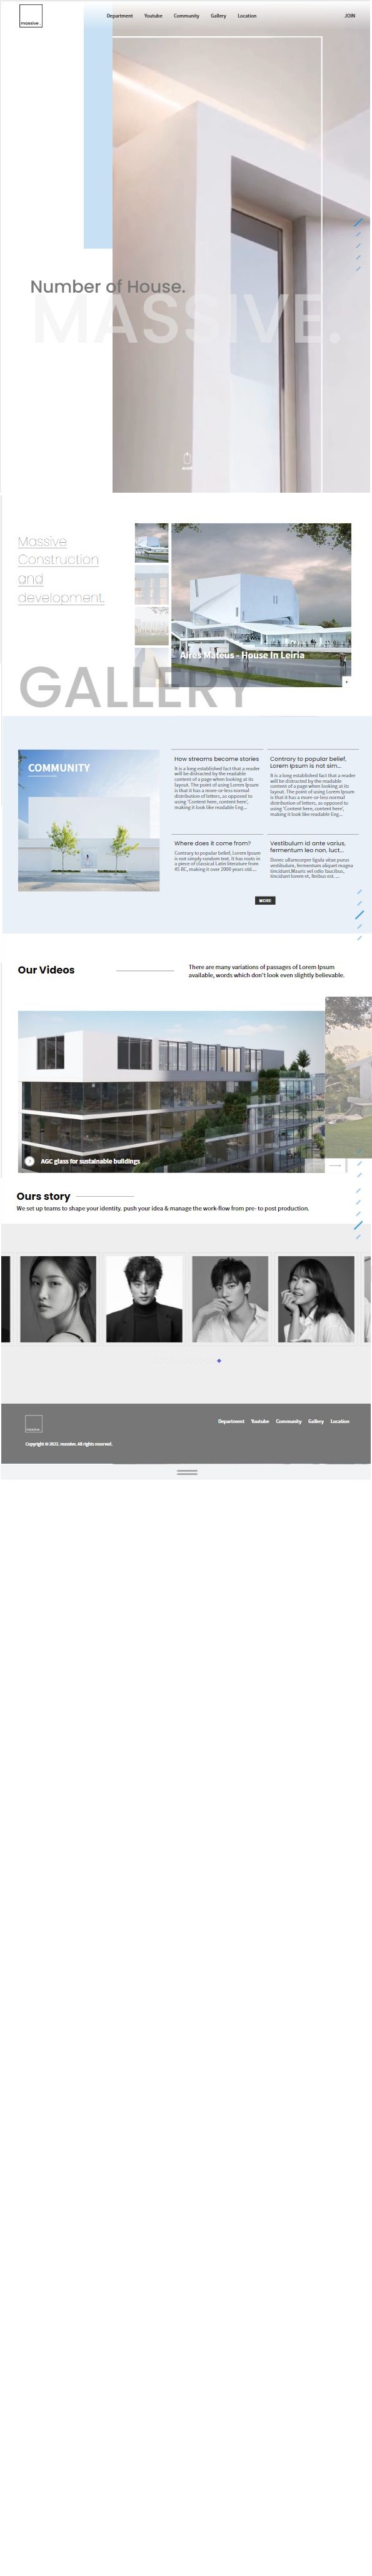 massive.
Department Youtube Community Gallery Location
JOIN
Number of House.
MASSIVE.
Massive
Construction
and
development.
Aires Mateus - House In Leiria
GALLERY
COMMUNITY
How streams become stories
It is a long established fact that a reader
will be distracted by the readable
content of a page when looking at its
layout. The point of using Lorem Ipsum
is that it has a more-or-less normal
distribution of letters, as opposed to
using 'Content here, content here',
making it look like readable Eng...
Contrary to popular belief,
Lorem Ipsum is not sim...
It is a long established fact that a reader
will be distracted by the readable
content of a page when looking at its
layout. The point of using Lorem Ipsum
is that it has a more-or-less normal
distribution of letters, as opposed to
using 'Content here, content here',
making it look like readable Eng...
Where does it come from?
Contrary to popular belief, Lorem Ipsum
is not simply random text. It has roots in
a piece of classical Latin literature from
45 BC, making it over 2000 years old....
Vestibulum id ante varius,
fermentum leo non, luct...
Donec ullamcorper ligula vitae purus
vestibulum, fermentum aliquet magna
tincidunt.Mauris vel odio faucibus,
tincidunt lorem et, finibus est. ...
MORE
Our Videos
There are many variations of passages of Lorem Ipsum
available, words which don't look even slightly believable.
AGC glass for sustainable buildings
Ours story
We set up teams to shape your identity. push your idea & manage the work-flow from pre- to post production.
massive.
Department Youtube Community Gallery Location
Copyright © 2023. massive. All rights reserved.